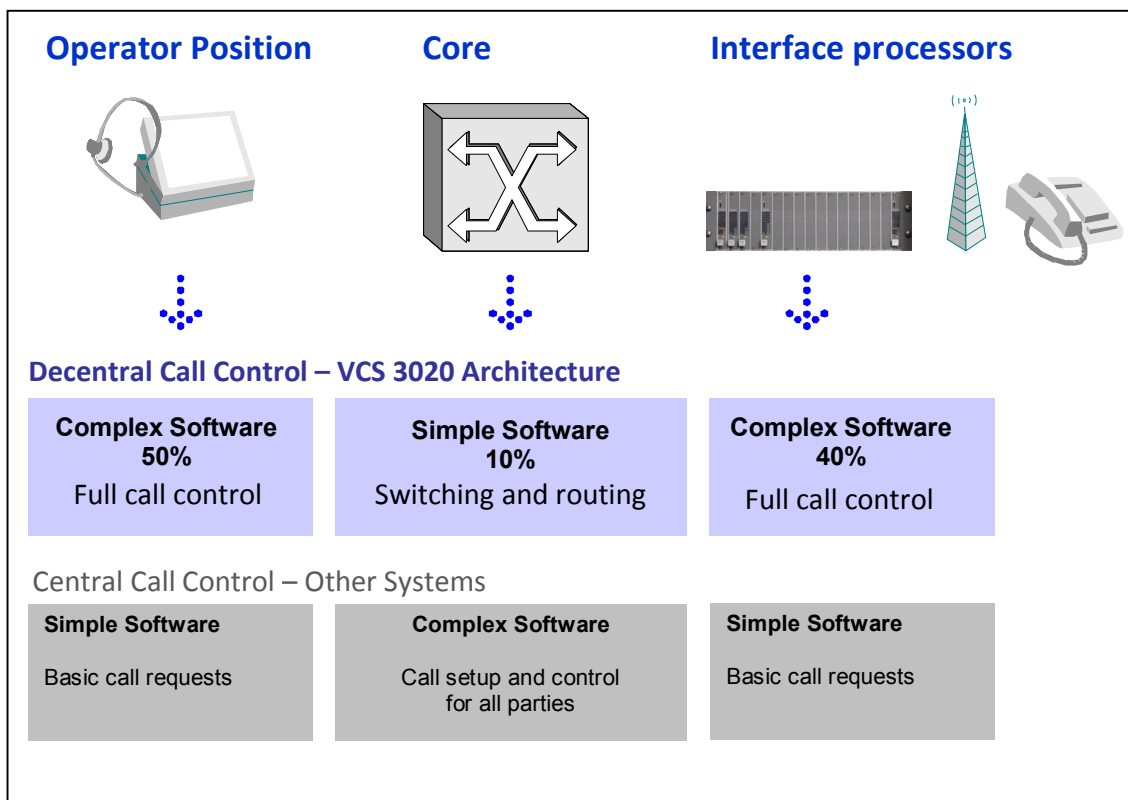 Operator Position
Core
Interface processors
Decentral Call Control – VCS 3020 Architecture
Complex Software
50%
Full call control
Simple Software
10%
Switching and routing
Complex Software
40%
Full call control
Central Call Control – Other Systems
Simple Software
Basic call requests
Complex Software
Call setup and control
for all parties
Simple Software
Basic call requests